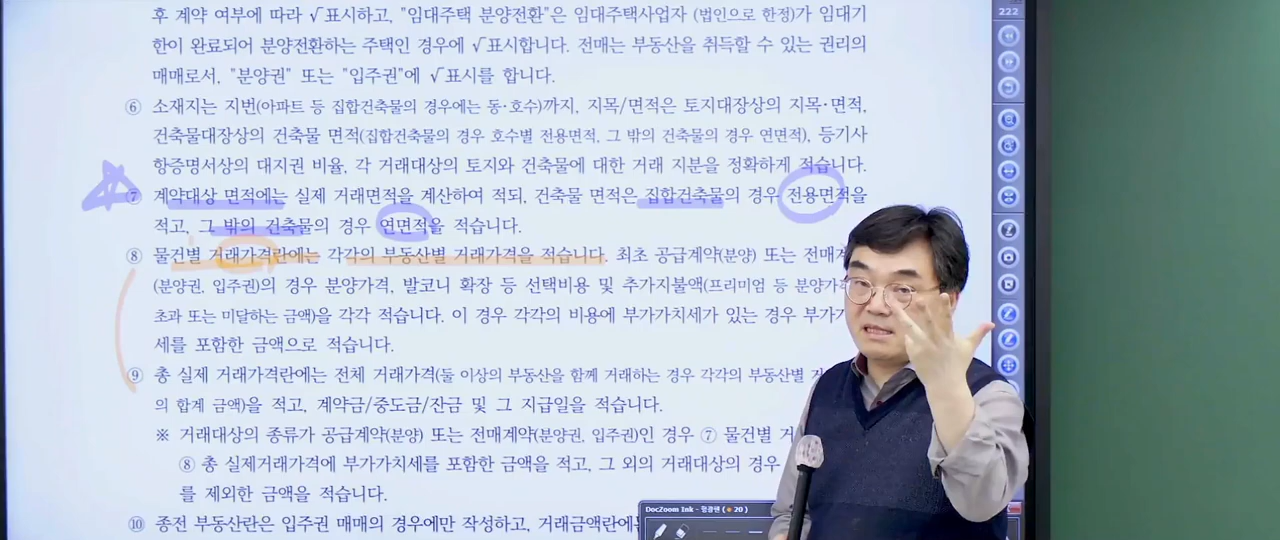 후 계약 여부에 따라 √표시하고, "임대주택 분양전환"은 임대주택사업자 (법인으로 한정)가 임대기
한이 완료되어 분양전환하는 주택인 경우에 √표시합니다. 전매는 부동산을 취득할 수 있는 권리의
매매로서, "분양권" 또는 "입주권"에 √표시를 합니다.
⑥ 소재지는 지번(아파트 등 집합건축물의 경우에는 동·호수)까지, 지목/면적은 토지대장상의 지목·면적,
건축물대장상의 건축물 면적(집합건축물의 경우 호수별 전용면적, 그 밖의 건축물의 경우 연면적), 등기사
항증명서상의 대지권 비율, 각 거래대상의 토지와 건축물에 대한 거래 지분을 정확하게 적습니다.
⑦ 계약대상 면적에는 실제 거래면적을 계산하여 적되, 건축물 면적은 집합건축물의 경우 전용면적을
적고, 그 밖의 건축물의 경우 연면적을 적습니다.
⑧ 물건별 거래가격란에는 각각의 부동산별 거래가격을 적습니다. 최초 공급계약(분양) 또는 전매
(분양권, 입주권)의 경우 분양가격, 발코니 확장 등 선택비용 및 추가지불액(프리미엄 등 분양가
초과 또는 미달하는 금액)을 각각 적습니다. 이 경우 각각의 비용에 부가가치세가 있는 경우 부가가
세를 포함한 금액으로 적습니다.
⑨ 총 실제 거래가격란에는 전체 거래가격(둘 이상의 부동산을 함께 거래하는 경우 각각의 부동산별
의 합계 금액)을 적고, 계약금/중도금/잔금 및 그 지급일을 적습니다.
※ 거래대상의 종류가 공급계약(분양) 또는 전매계약(분양권, 입주권)인 경우 ⑦ 물건별
⑧ 총 실제거래가격에 부가가치세를 포함한 금액을 적고, 그 외의 거래대상의 경우
를 제외한 금액을 적습니다.
⑩ 종전 부동산란은 입주권 매매의 경우에만 작성하고, 거래금액란에
222
DocZoom Ink - 형광펜 ( 20 )